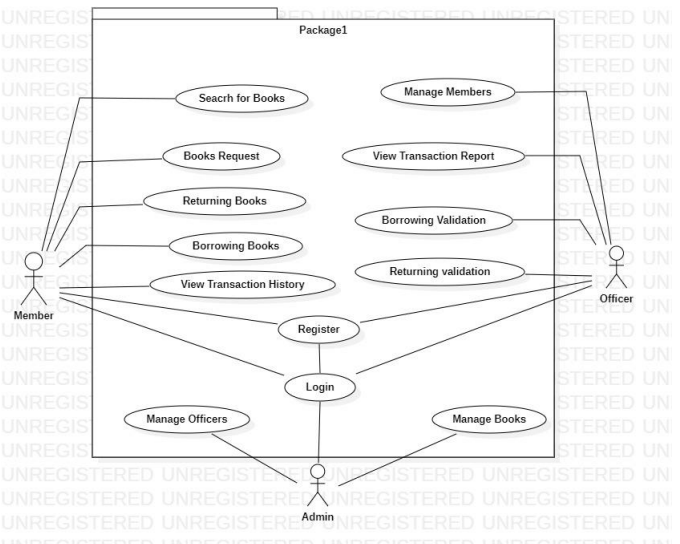 Package1
Seacrh for Books
Manage Members
Books Request
View Transaction Report
Returning Books
Borrowing Validation
Borrowing Books
Returning validation
View Transaction History
Member
Officer
Register
Login
Manage Officers
Manage Books
Admin
UNREGISTERED